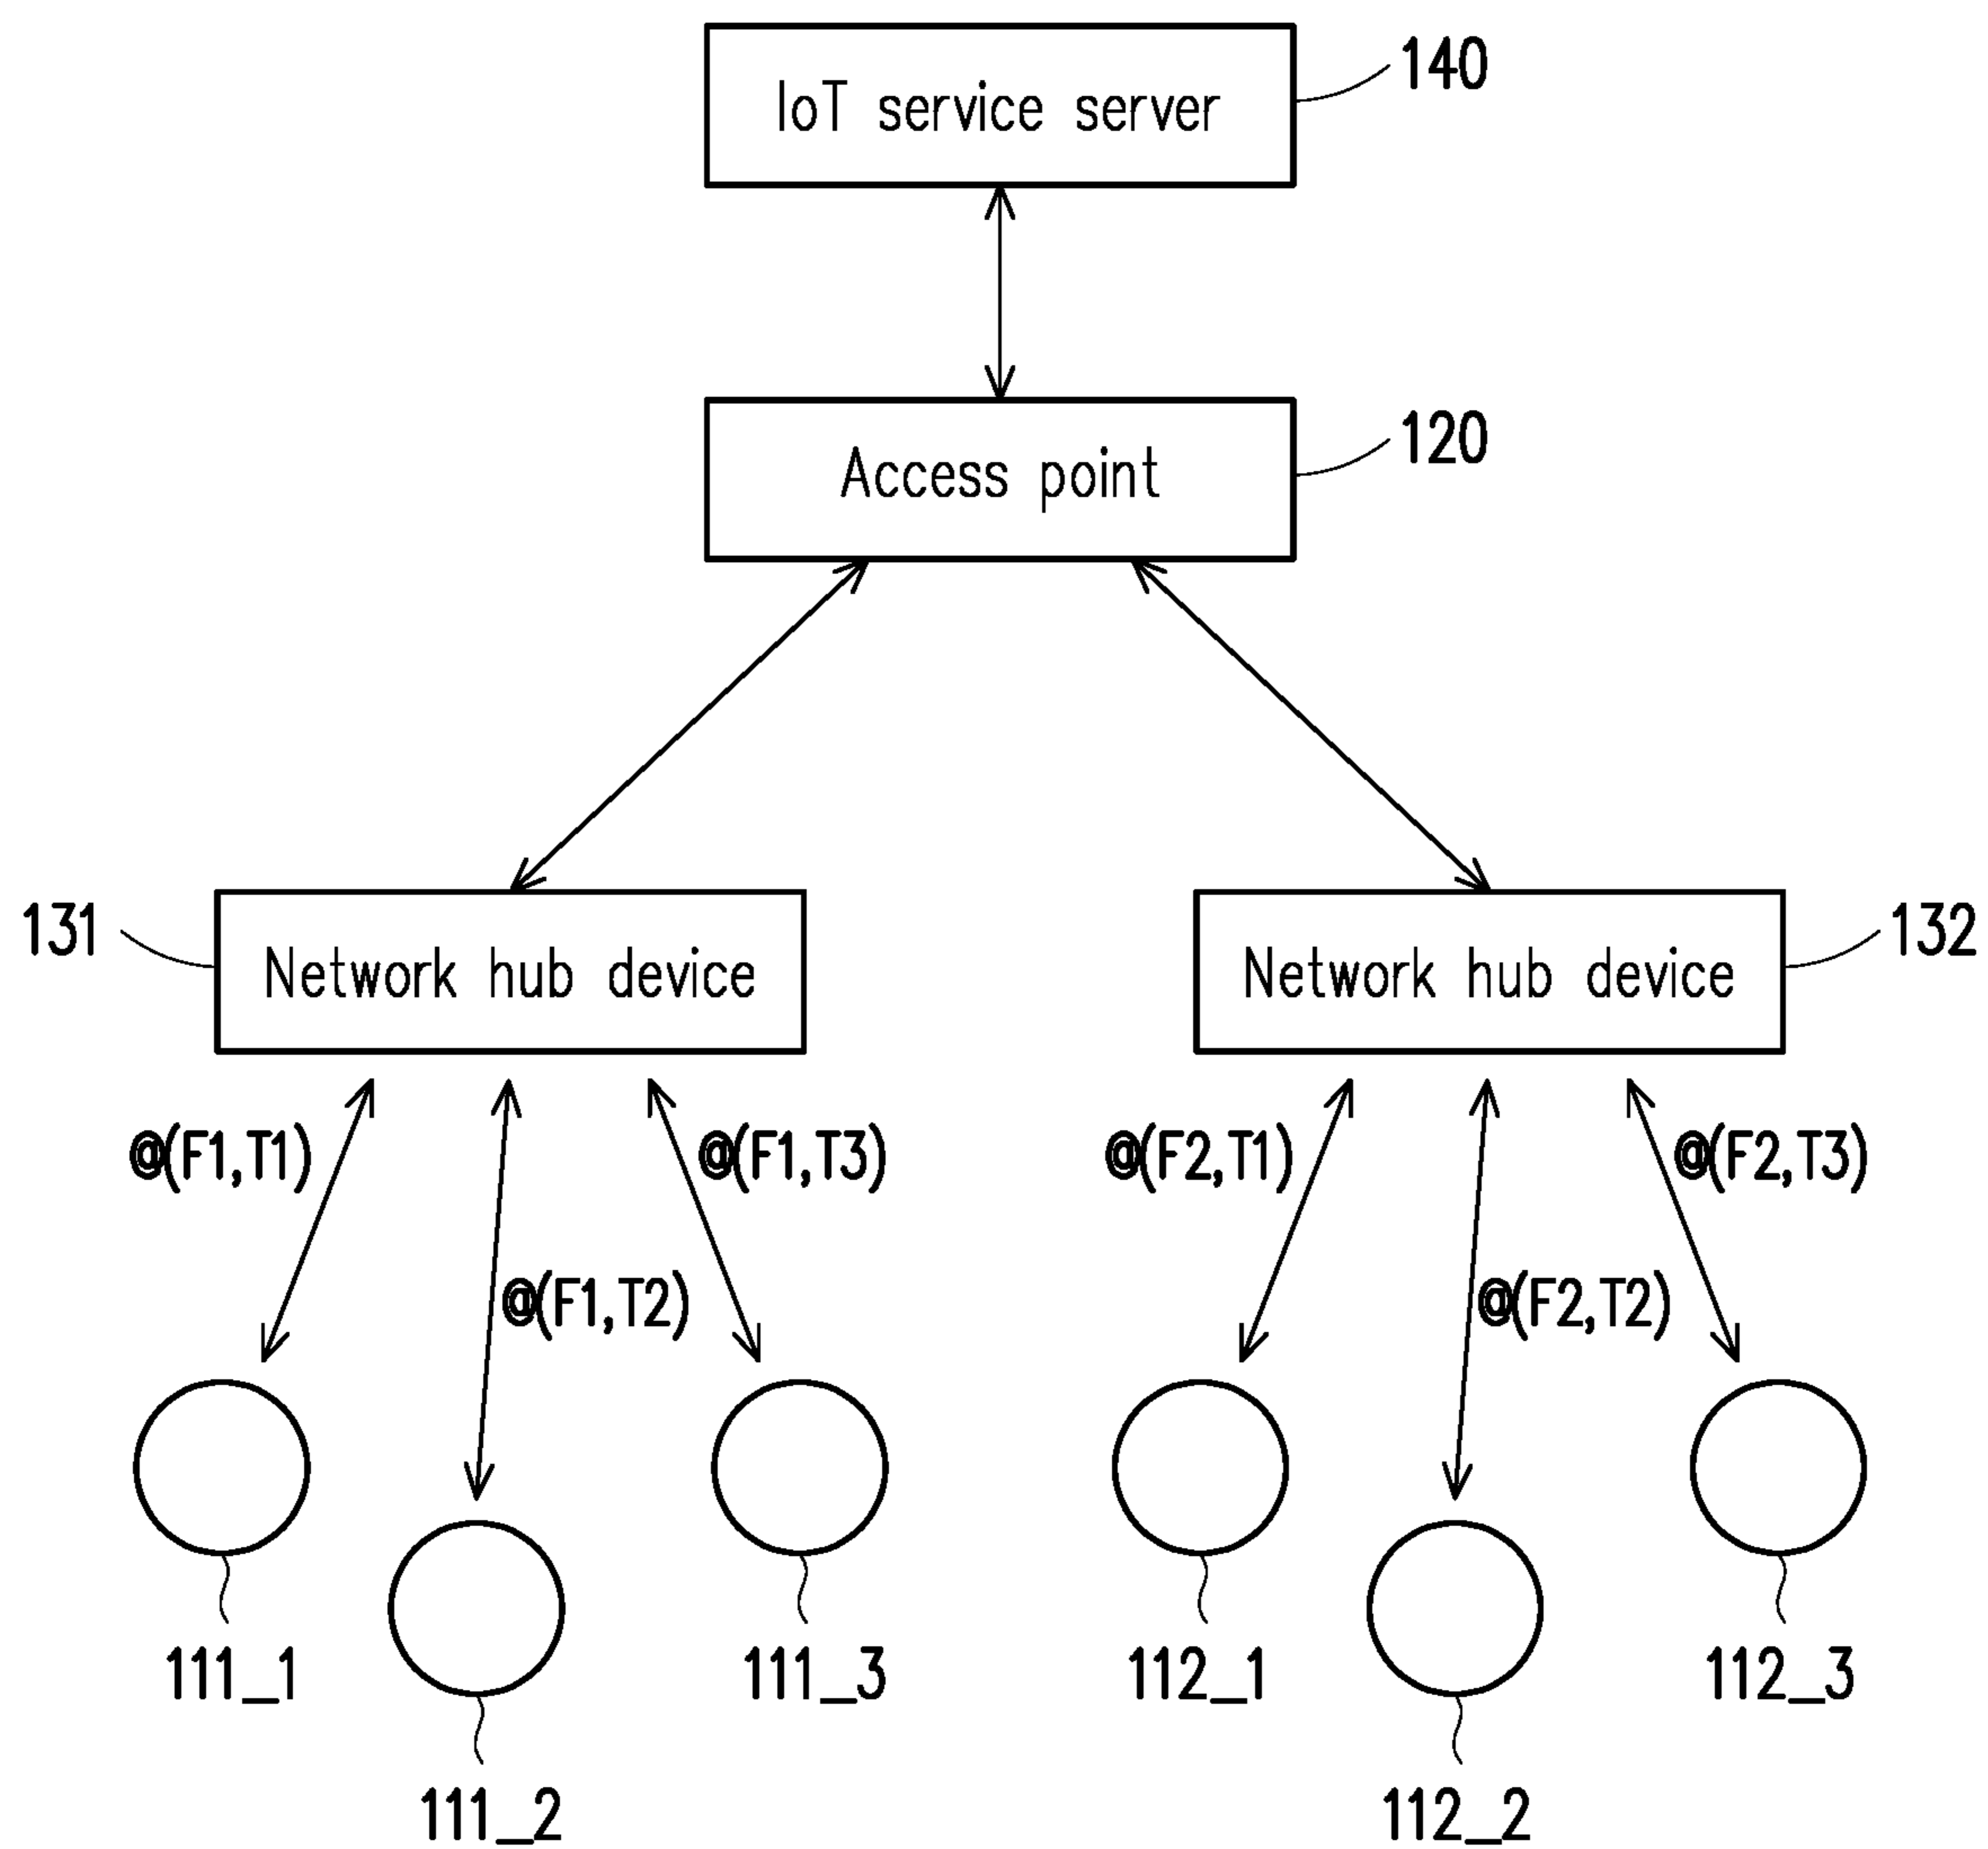 IoT service server
140
Access point
120
131
Network hub device
Network hub device
132
@(F1,T1)
@(F1,T3)
@(F2,T1)
@(F2,T3)
@(F1,T2)
@(F2,T2)
111_1
111_3
112_1
112_3
111_2
112_2